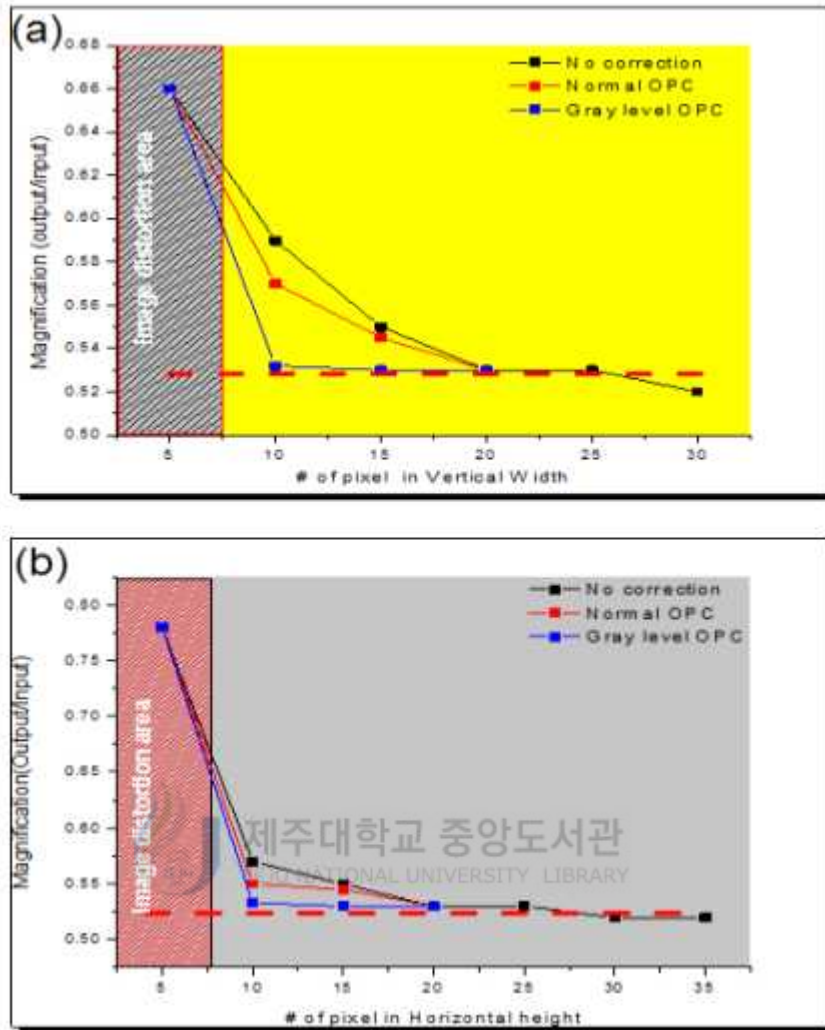 (a)
0.68
0.66
0.64
0.62
0.60
0.58
0.56
0.54
0.52
0.50
Magnification (output/input)
Image distortion area
No correction
Normal OPC
Gray level OPC
5 10 15 20 25 30
# of pixel in Vertical Width
(b)
0.80
0.75
0.70
0.65
0.60
0.55
0.50
Magnification(Output/Input)
Image distortion area
No correction
Normal OPC
Gray level OPC
제주대학교 중앙도서관
NATIONAL UNIVERSITY LIBRARY
5 10 15 20 25 30 35
# of pixel in Horizontal height